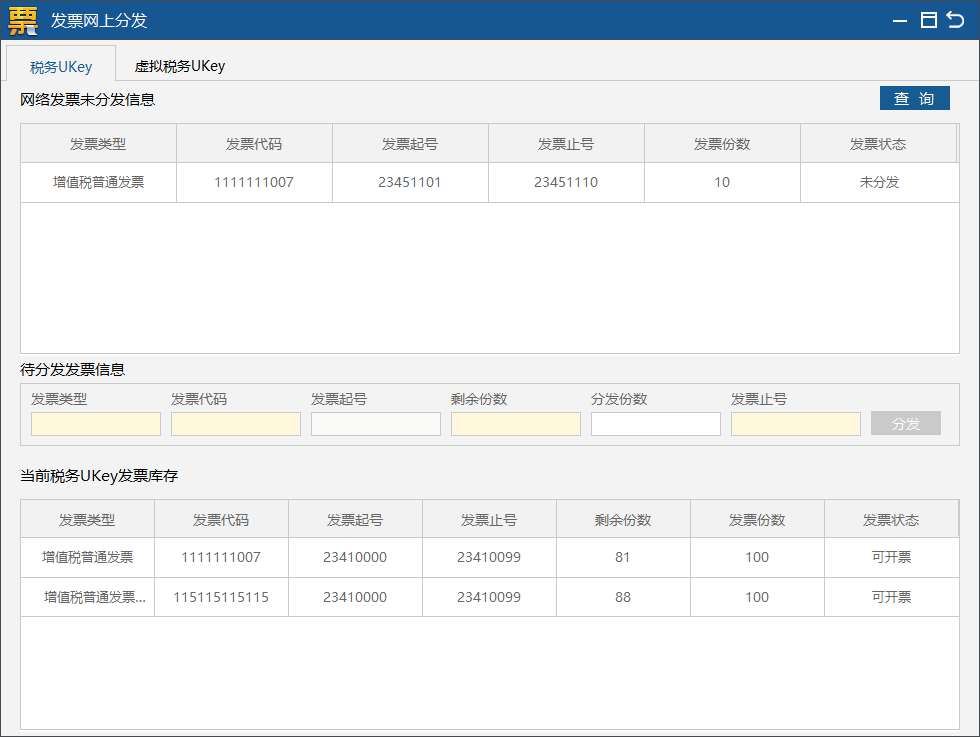 票 发票网上分发
税务UKey 虚拟税务UKey
网络发票未分发信息 查 询
发票类型 发票代码 发票起号 发票止号 发票份数 发票状态
增值税普通发票 1111111007 23451101 23451110 10 未分发
待分发发票信息
发票类型 发票代码 发票起号 剩余份数 分发份数 发票止号
分发
当前税务UKey发票库存
发票类型 发票代码 发票起号 发票止号 剩余份数 发票份数 发票状态
增值税普通发票 1111111007 23410000 23410099 81 100 可开票
增值税普通发票... 115115115115 23410000 23410099 88 100 可开票